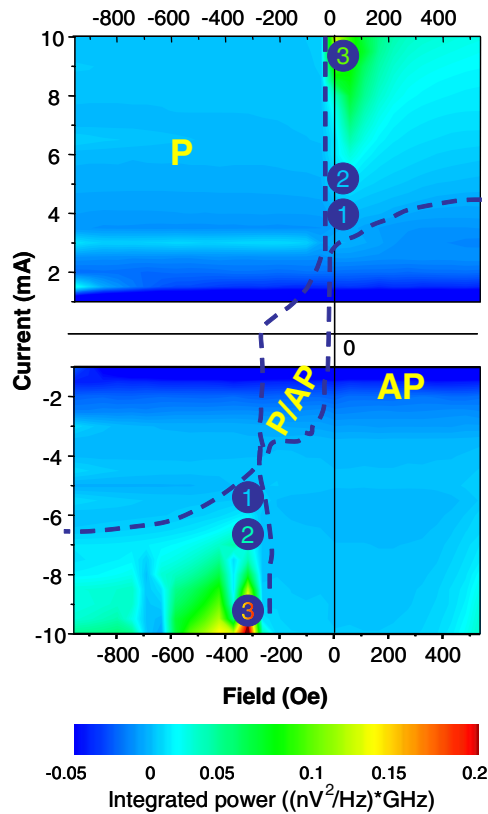 -800 -600 -400 -200 0 200 400
10
8
6
4
2
P
3
2
1
Current (mA)
0
-2
-4
-6
-8
-10
P/AP
AP
1
2
3
-800 -600 -400 -200 0 200 400
Field (Oe)
-0.05 0 0.05 0.1 0.15 0.2
Integrated power ((nV²/Hz)*GHz)